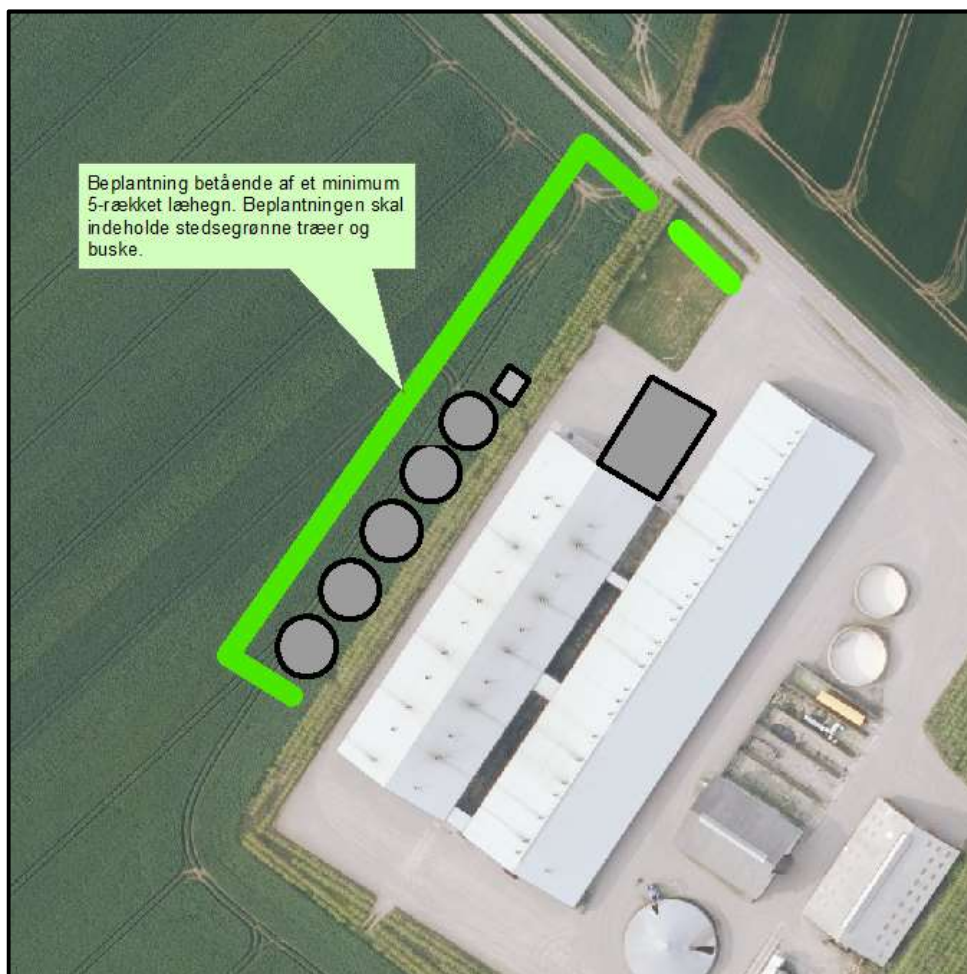 Beplantning betående af et minimum
5-rækket læhegn. Beplantningen skal
indeholde stedsegrønne træer og
buske.